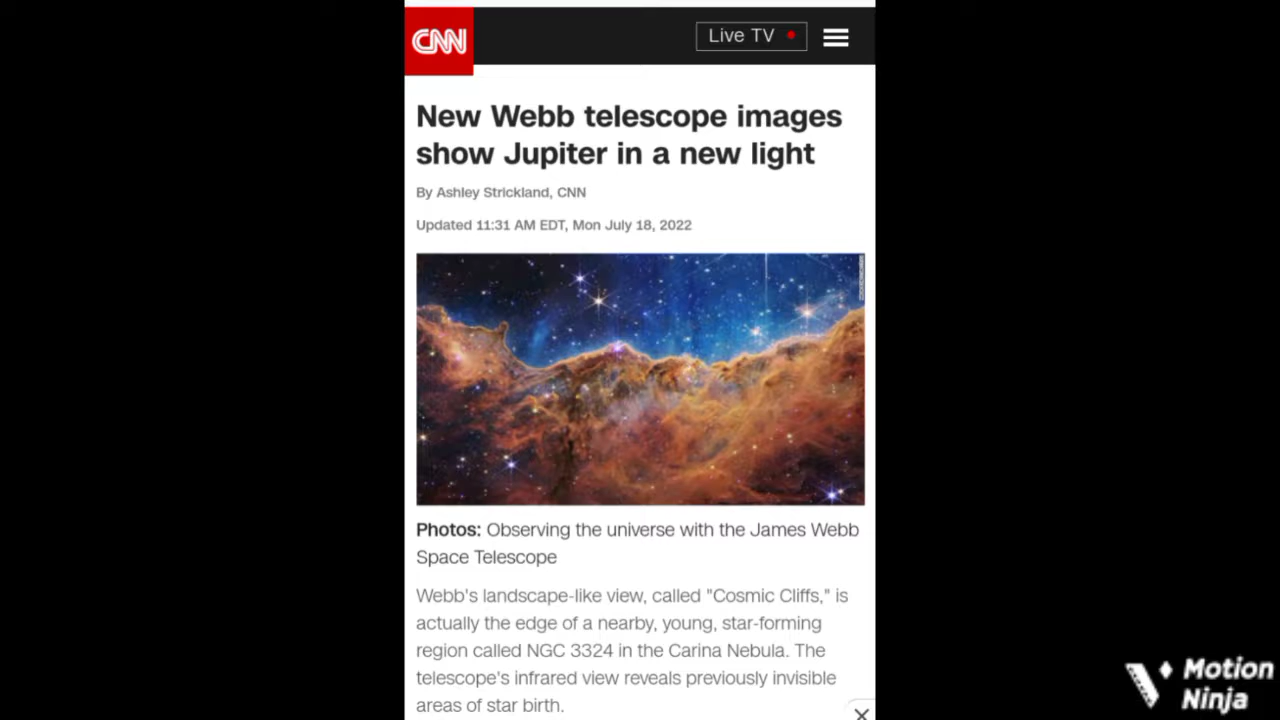 CNN
Live TV
New Webb telescope images
show Jupiter in a new light
By Ashley Strickland, CNN
Updated 11:31 AM EDT, Mon July 18, 2022
Photos: Observing the universe with the James Webb
Space Telescope
Webb's landscape-like view, called "Cosmic Cliffs," is
actually the edge of a nearby, young, star-forming
region called NGC 3324 in the Carina Nebula. The
telescope's infrared view reveals previously invisible
areas of star birth.
Motion
Ninja